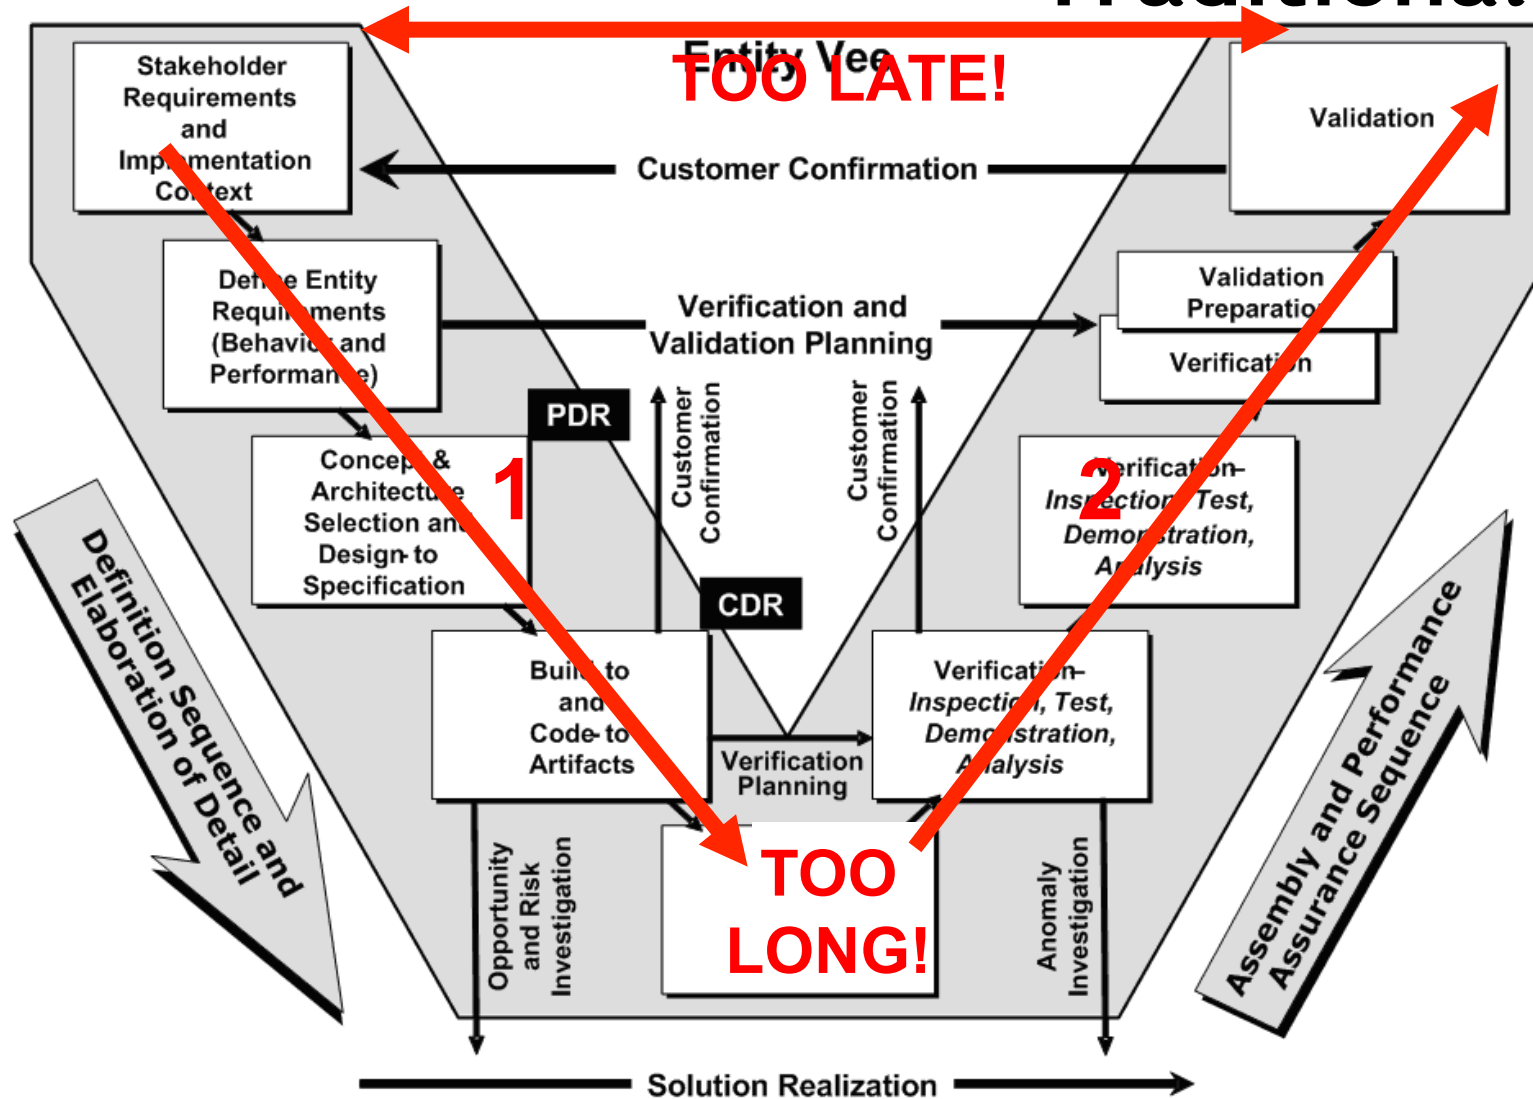 Traditional
Entity Vee
TOO LATE!
Stakeholder
Requirements
and
Implementation
Context
Validation
Customer Confirmation
Define Entity
Requirements
(Behavior and
Performance)
Verification and
Validation Planning
Validation
Preparation
Verification
PDR
Customer
Confirmation
Customer
Confirmation
Concept &
Architecture
Selection and
Design-to
Specification
1
2
Verification–
Inspection, Test,
Demonstration,
Analysis
CDR
Build-to
and
Code-to
Artifacts
Verification
Planning
Verification–
Inspection, Test,
Demonstration,
Analysis
Definition Sequence and
Elaboration of Detail
Assembly and Performance
Assurance Sequence
Opportunity
and Risk
Investigation
TOO
LONG!
Anomaly
Investigation
Solution Realization